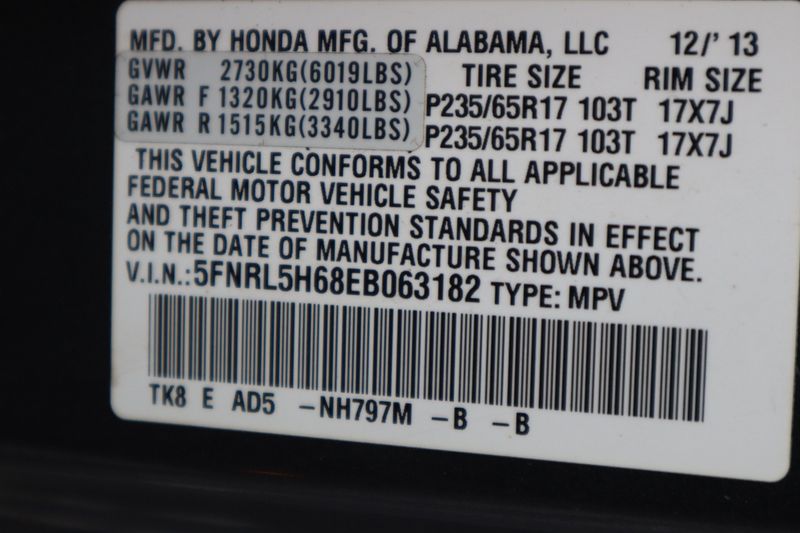 MFD. BY HONDA MFG. OF ALABAMA, LLC 12/'13
GVWR 2730KG(6019LBS) TIRE SIZE RIM SIZE
GAWR F 1320KG(2910LBS) P235/65R17 103T 17X7J
GAWR R 1515KG(3340LBS) P235/65R17 103T 17X7J
THIS VEHICLE CONFORMS TO ALL APPLICABLE
FEDERAL MOTOR VEHICLE SAFETY
AND THEFT PREVENTION STANDARDS IN EFFECT
ON THE DATE OF MANUFACTURE SHOWN ABOVE.
V.I.N.:5FNRL5H68EB063182 TYPE: MPV
TK8 E AD5 -NH797M -B -B